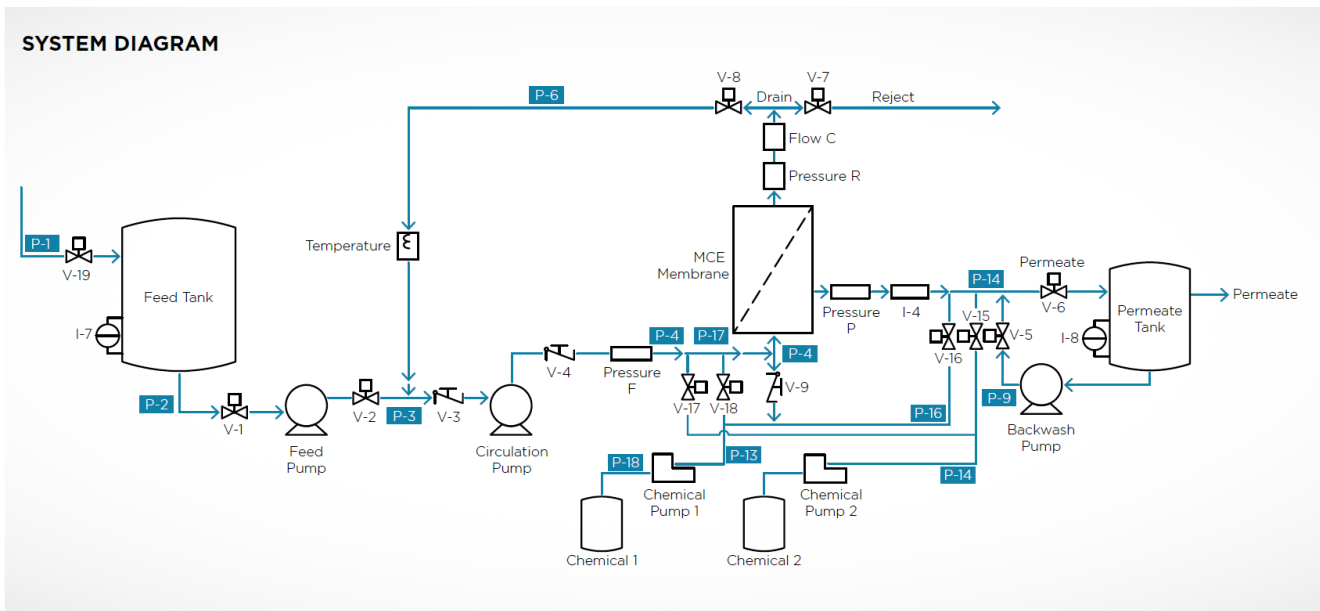 SYSTEM DIAGRAM
V-8
V-7
P-6
Drain
Reject
Flow C
Pressure R
P-1
V-19
Feed Tank
I-7
Temperature
MCE
Membrane
Permeate
P-14
V-6
Permeate
Tank
Permeate
I-8
Pressure
P
I-4
V-15
V-5
V-16
P-4
P-17
P-4
V-4
Pressure
F
V-9
V-17
V-18
P-2
V-1
V-2
P-3
V-3
P-9
P-16
Feed
Pump
Circulation
Pump
Backwash
Pump
P-18
P-13
P-14
Chemical
Pump 1
Chemical
Pump 2
Chemical 1
Chemical 2